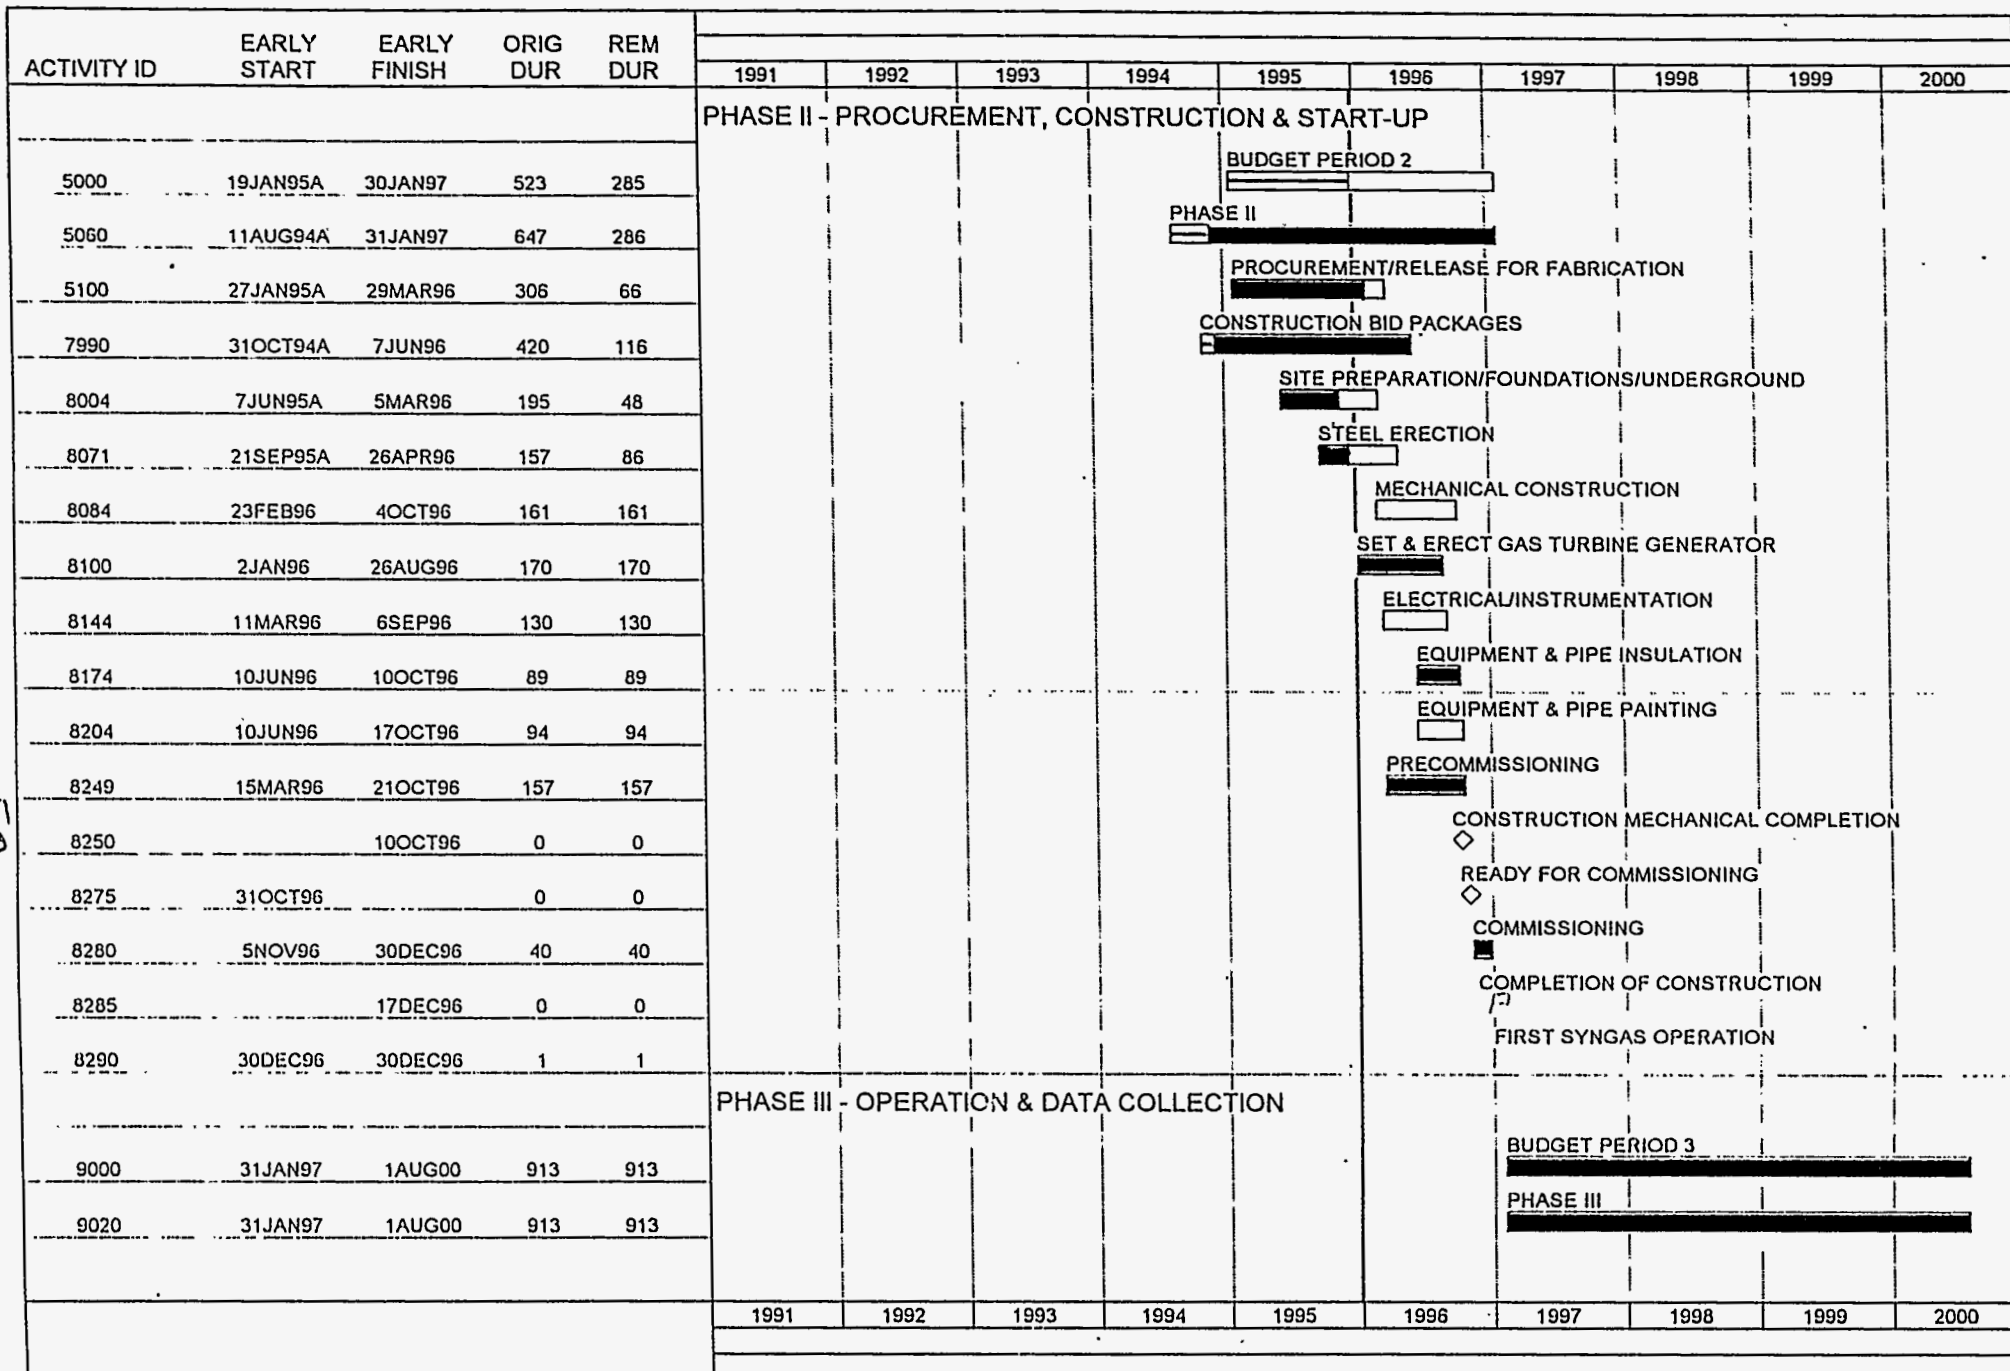 EARLY EARLY ORIG REM
ACTIVITY ID START FINISH DUR DUR
1991 1992 1993 1994 1995 1996 1997 1998 1999 2000
PHASE II - PROCUREMENT, CONSTRUCTION & START-UP
BUDGET PERIOD 2
5000 19JAN95A 30JAN97 523 285
PHASE II
5060 11AUG94A 31JAN97 647 286
PROCUREMENT/RELEASE FOR FABRICATION
5100 27JAN95A 29MAR96 306 66
CONSTRUCTION BID PACKAGES
7990 31OCT94A 7JUN96 420 116
SITE PREPARATION/FOUNDATIONS/UNDERGROUND
8004 7JUN95A 5MAR96 195 48
STEEL ERECTION
8071 21SEP95A 26APR96 157 86
MECHANICAL CONSTRUCTION
8084 23FEB96 4OCT96 161 161
SET & ERECT GAS TURBINE GENERATOR
8100 2JAN96 26AUG96 170 170
ELECTRICAL/INSTRUMENTATION
8144 11MAR96 6SEP96 130 130
EQUIPMENT & PIPE INSULATION
8174 10JUN96 10OCT96 89 89
EQUIPMENT & PIPE PAINTING
8204 10JUN96 17OCT96 94 94
PRECOMMISSIONING
8249 15MAR96 21OCT96 157 157
CONSTRUCTION MECHANICAL COMPLETION
8250 10OCT96 0 0
READY FOR COMMISSIONING
8275 31OCT96 0 0
COMMISSIONING
8280 5NOV96 30DEC96 40 40
COMPLETION OF CONSTRUCTION
8285 17DEC96 0 0
FIRST SYNGAS OPERATION
8290 30DEC96 30DEC96 1 1
PHASE III - OPERATION & DATA COLLECTION
BUDGET PERIOD 3
9000 31JAN97 1AUG00 913 913
PHASE III
9020 31JAN97 1AUG00 913 913
1991 1992 1993 1994 1995 1996 1997 1998 1999 2000